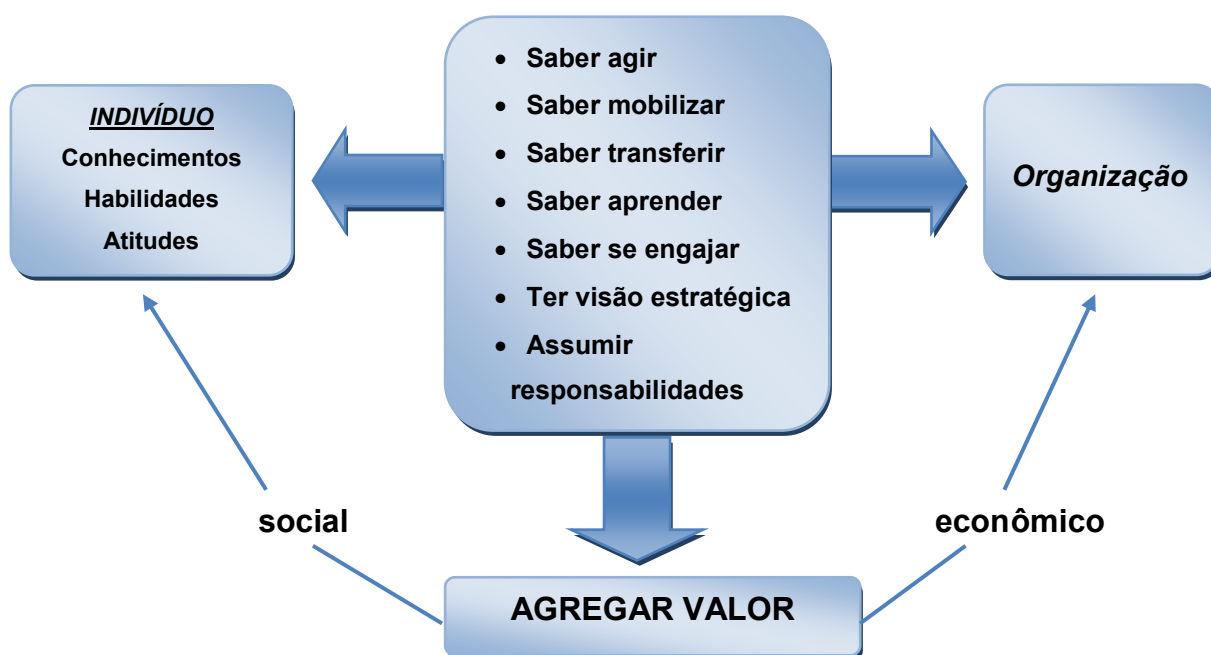 INDIVÍDUO
Conhecimentos
Habilidades
Atitudes
• Saber agir
• Saber mobilizar
• Saber transferir
• Saber aprender
• Saber se engajar
• Ter visão estratégica
• Assumir
responsabilidades
Organização
social
econômico
AGREGAR VALOR